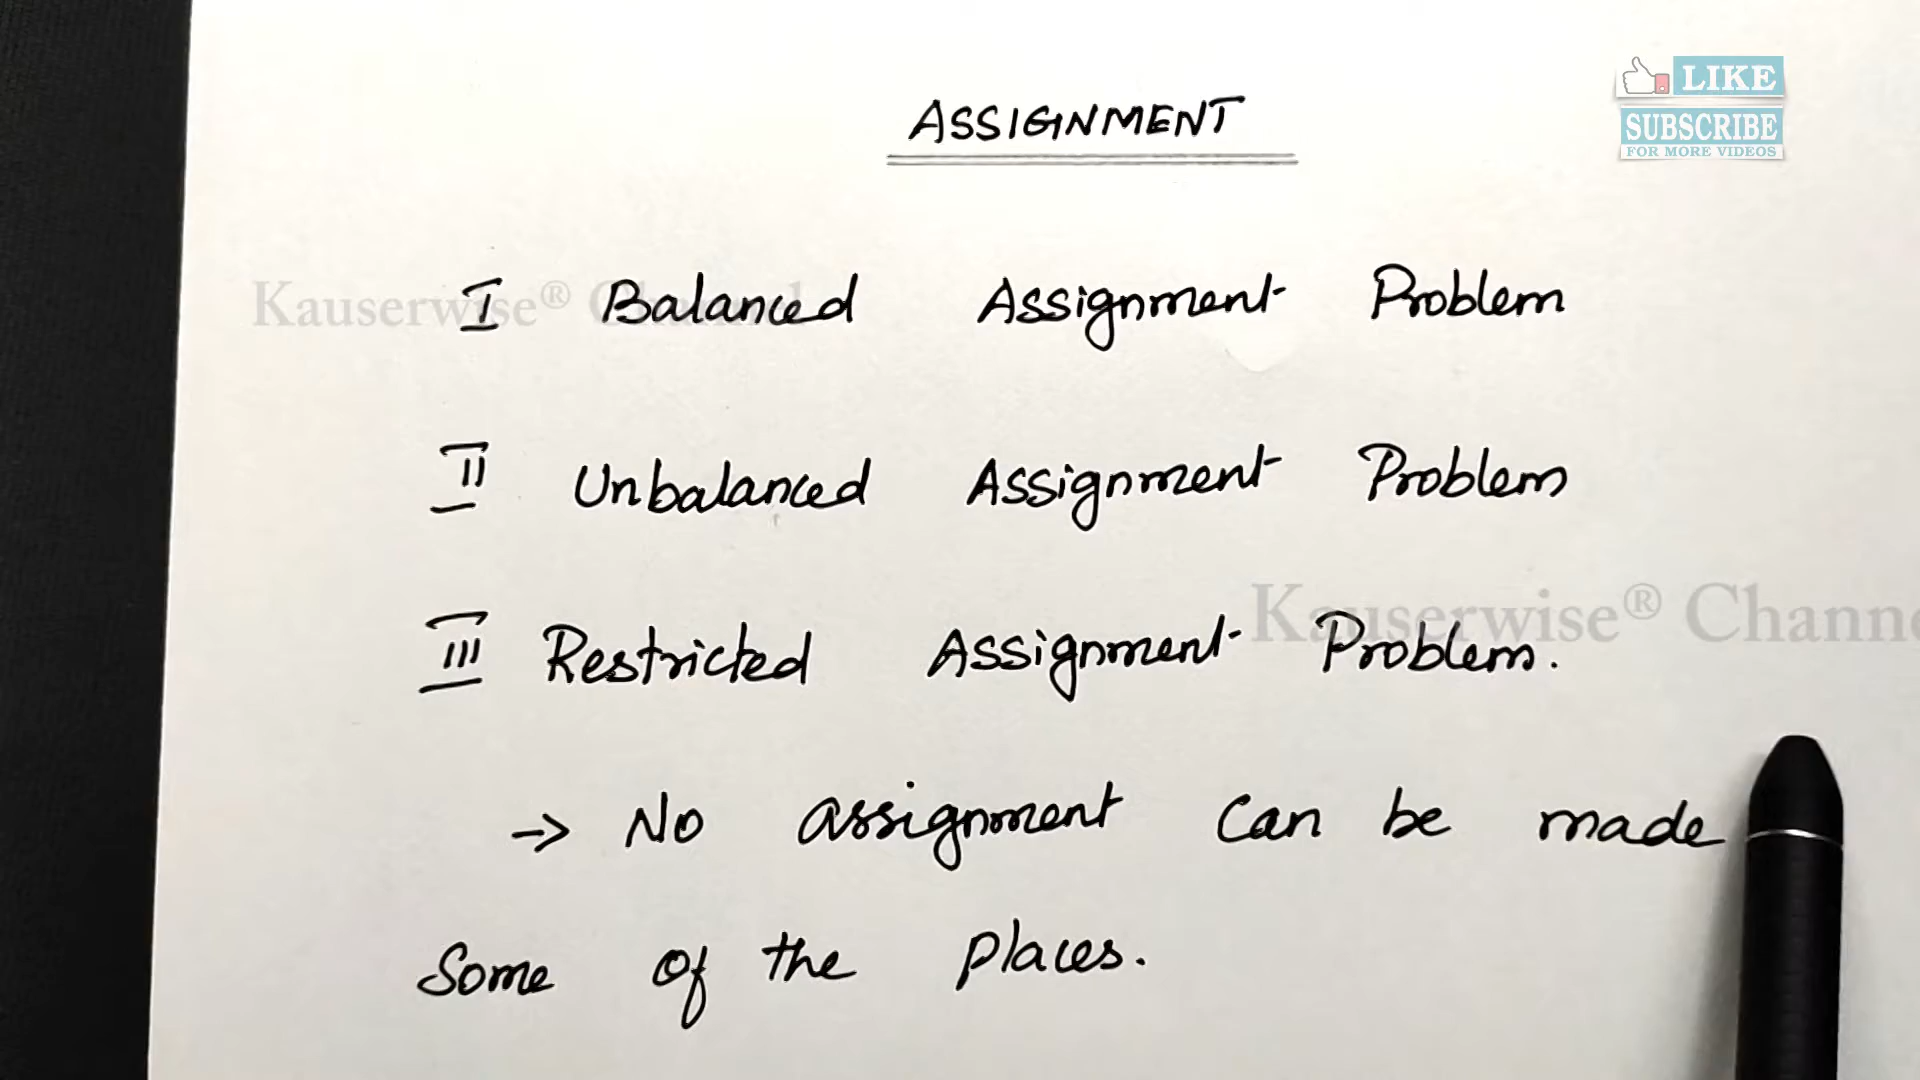 LIKE
SUBSCRIBE
FOR MORE VIDEOS
ASSIGNMENT
Kauserwise® Channel
I Balanced Assignment Problem
II Unbalanced Assignment Problem
Kauserwise® Channe
III Restricted Assignment Problem.
→ No assignment can be made
Some of the places.